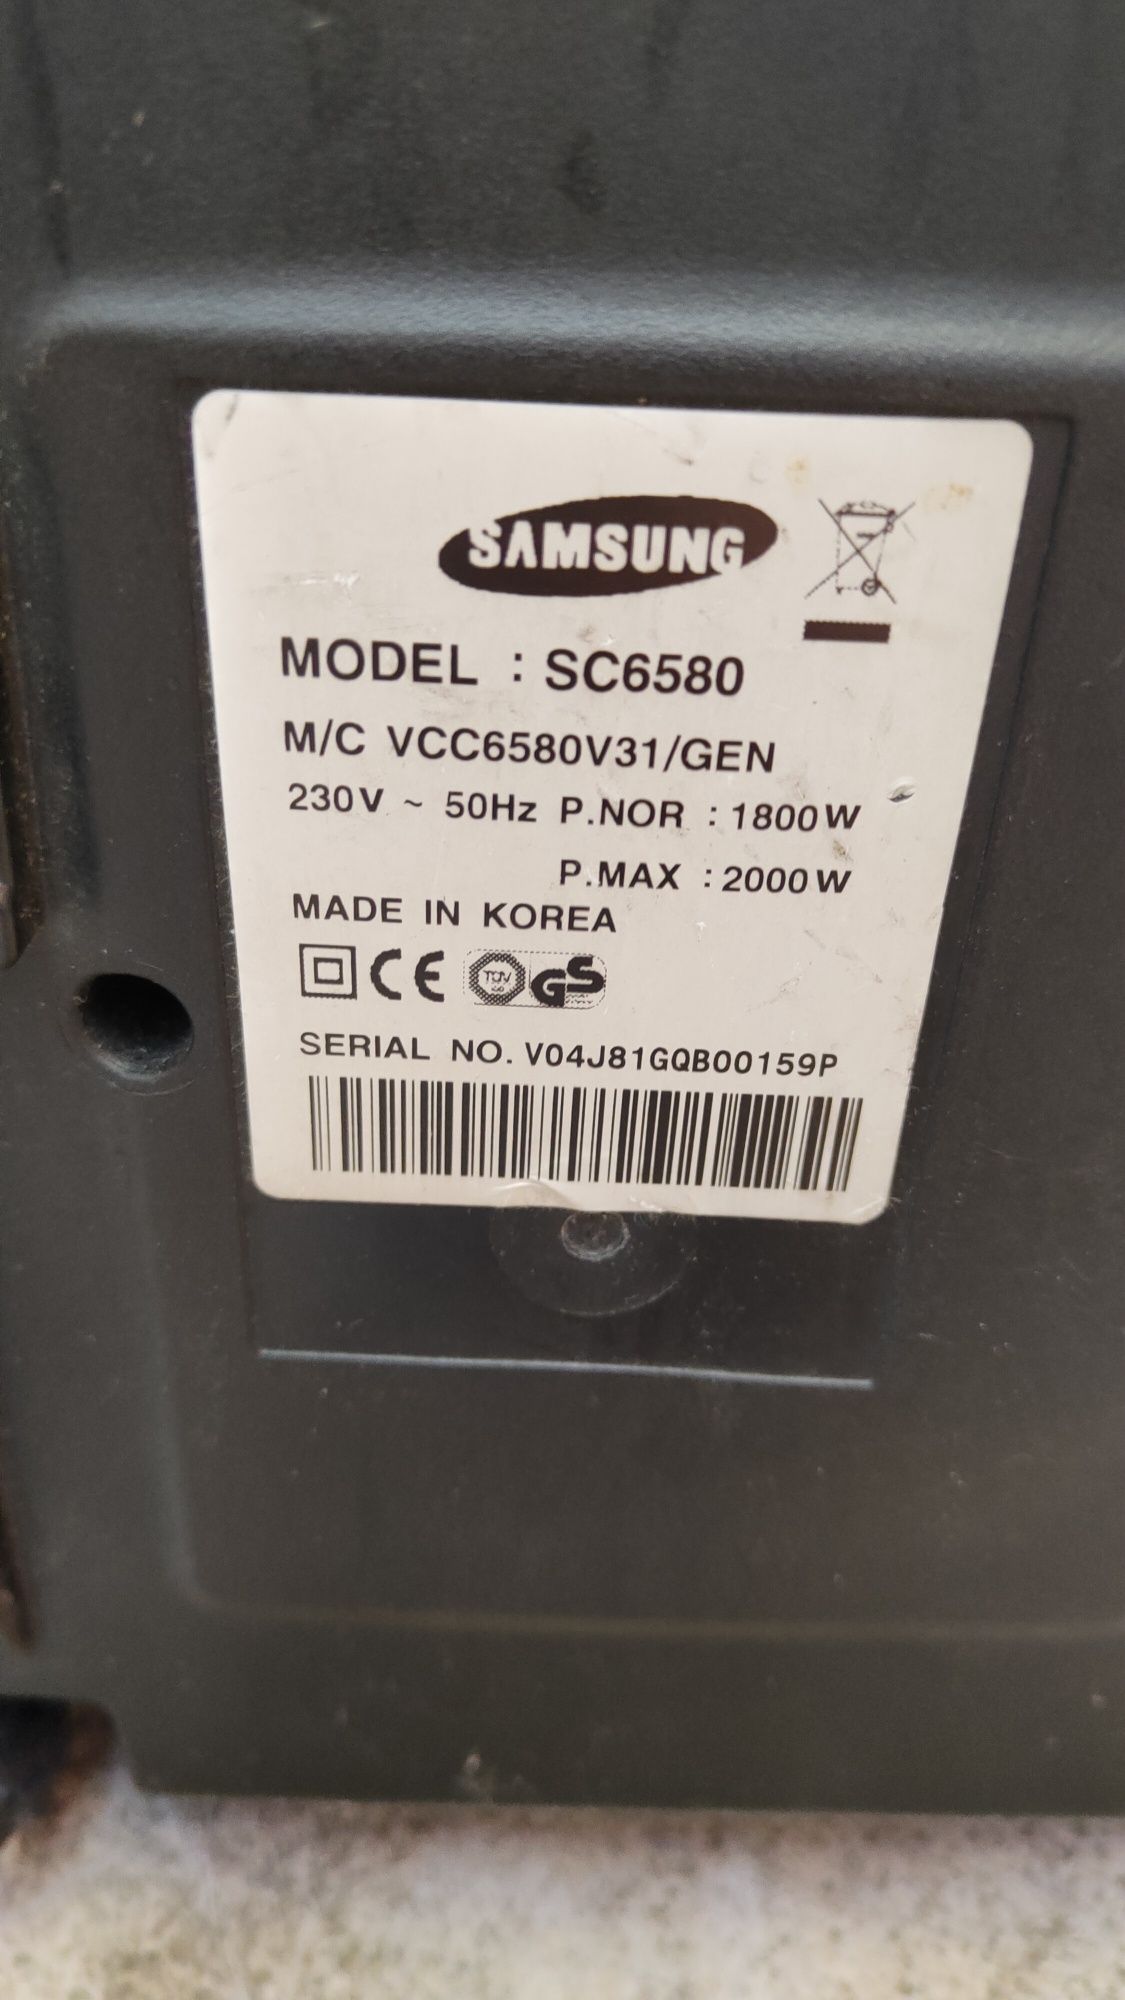 SAMSUNG
MODEL : SC6580
M/C VCC6580V31/GEN
230V ~ 50Hz P.NOR : 1800W
P.MAX : 2000W
MADE IN KOREA
CE TÜV GS
SERIAL NO. V04J81GQB00159P